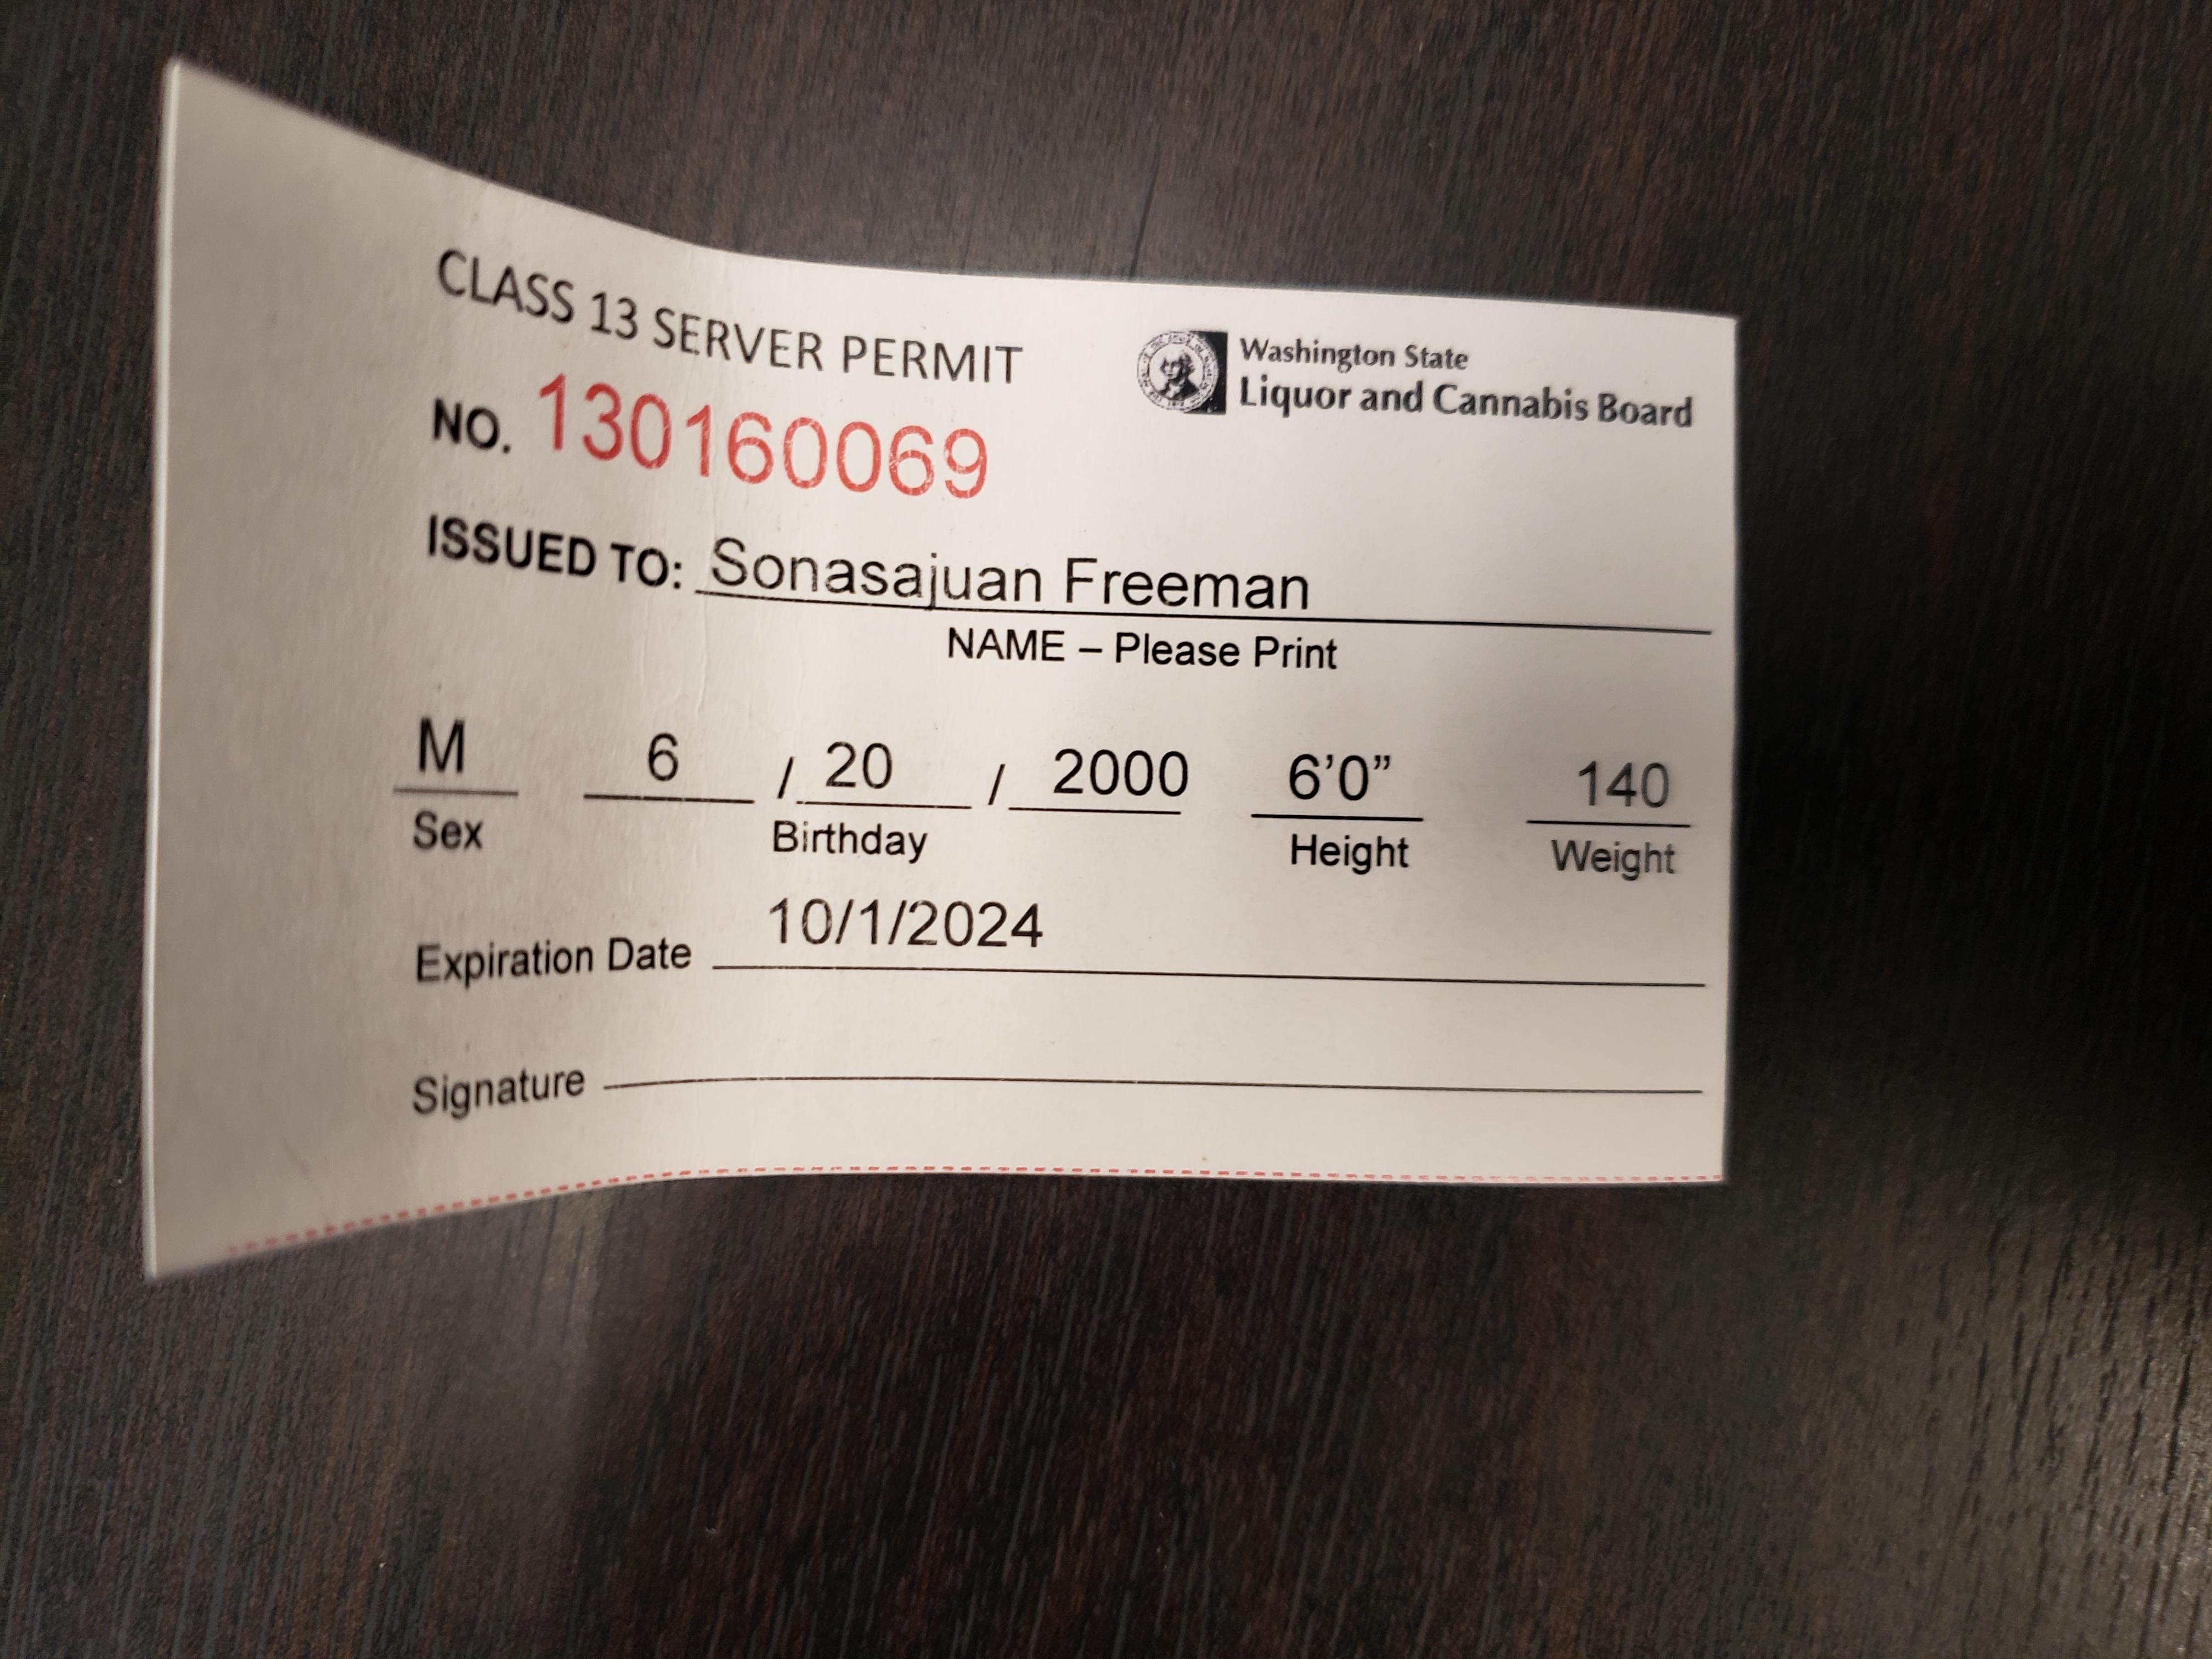 CLASS 13 SERVER PERMIT
Washington State
Liquor and Cannabis Board
NO. 130160069
ISSUED TO: Sonasajuan Freeman
NAME – Please Print
M 6 / 20 / 2000 6’0” 140
Sex Birthday Height Weight
Expiration Date 10/1/2024
Signature